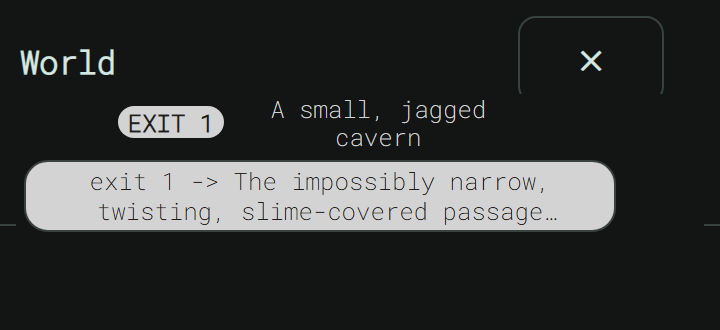 World
×
EXIT 1
A small, jagged
cavern
exit 1 -> The impossibly narrow,
twisting, slime-covered passage…